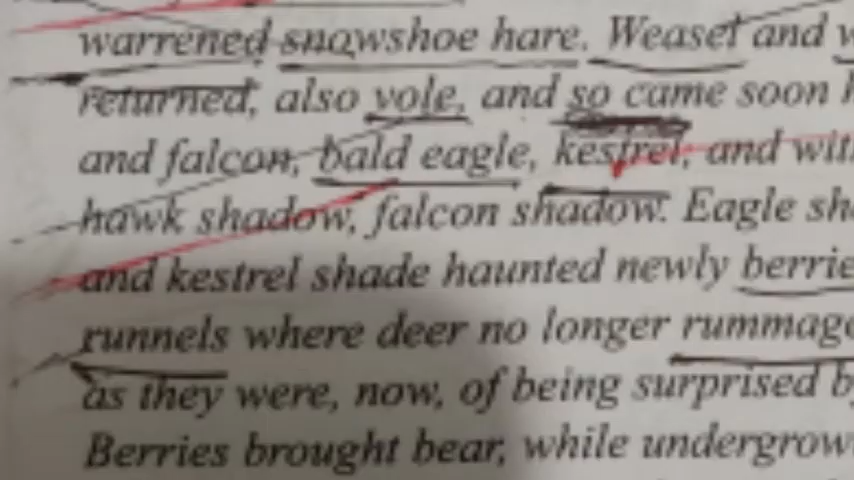 warrened snowshoe hare. Weasel and
returned, also vole, and so came soon
and falcon, bald eagle, kestrel, and with
hawk shadow, falcon shadow. Eagle
and kestrel shade haunted newly
runnels where deer no longer
as they were, now, of being surprised
Berries brought bear, while